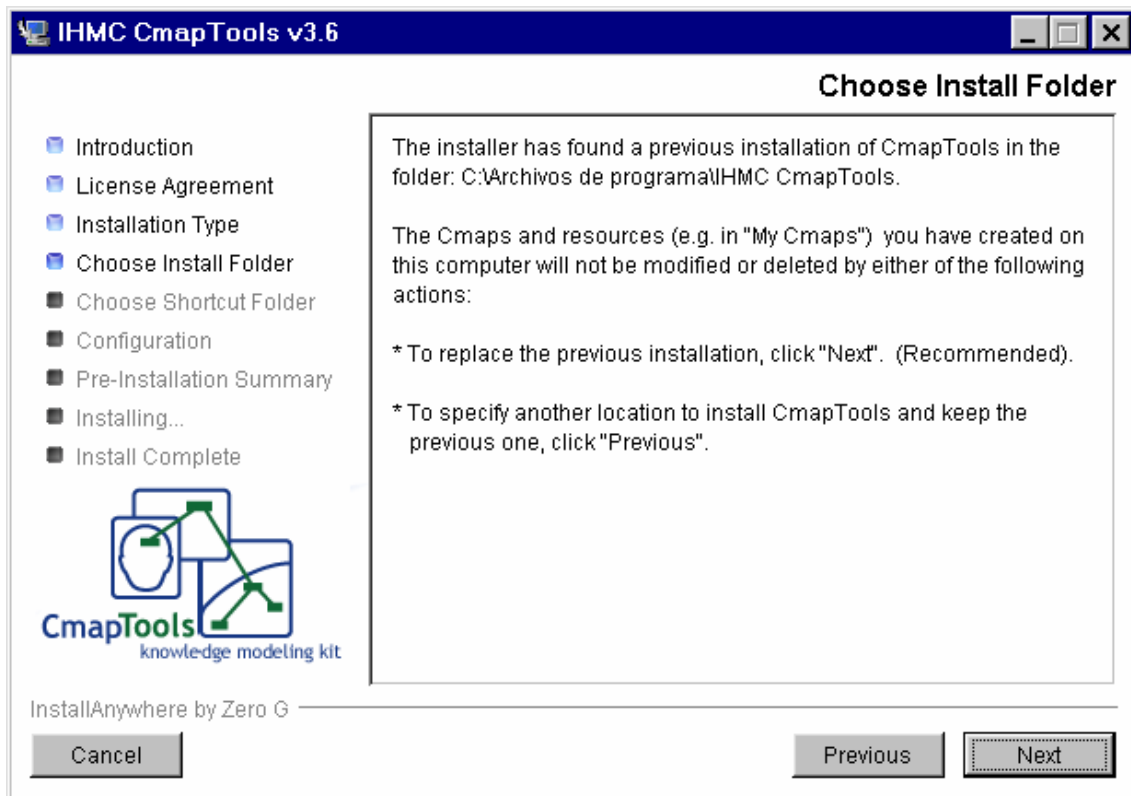 IHMC CmapTools v3.6
Choose Install Folder
Introduction
License Agreement
Installation Type
Choose Install Folder
Choose Shortcut Folder
Configuration
Pre-Installation Summary
Installing...
Install Complete
The installer has found a previous installation of CmapTools in the
folder: C:\Archivos de programa\IHMC CmapTools.
The Cmaps and resources (e.g. in "My Cmaps")  you have created on
this computer will not be modified or deleted by either of the following
actions:
* To replace the previous installation, click "Next".  (Recommended).
* To specify another location to install CmapTools and keep the
previous one, click "Previous".
CmapTools
knowledge modeling kit
InstallAnywhere by Zero G
Cancel
Previous
Next